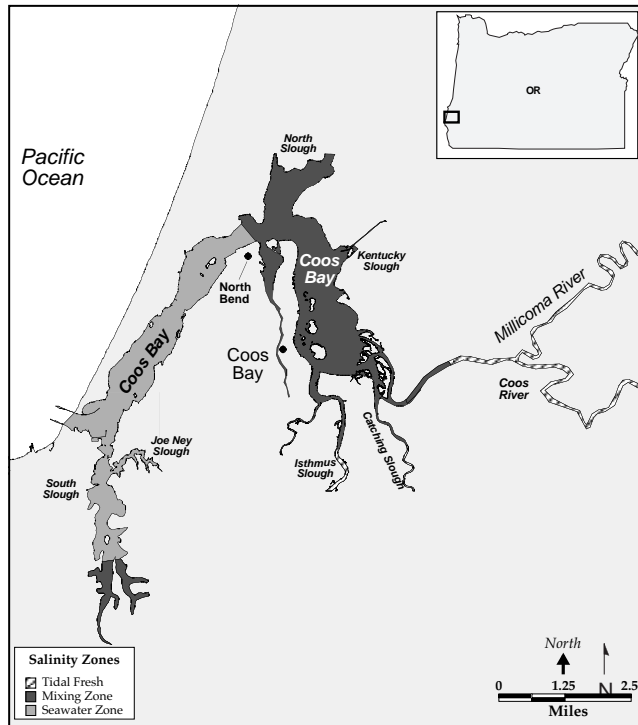 OR
Pacific
Ocean
North
Slough
Coos
Bay
Kentucky
Slough
North
Bend
Coos Bay
Coos
Bay
Millicoma River
Coos
River
Joe Ney
Slough
South
Slough
Isthmus
Slough
Catching Slough
Salinity Zones
Tidal Fresh
Mixing Zone
Seawater Zone
North
N
0 1.25 2.5
Miles